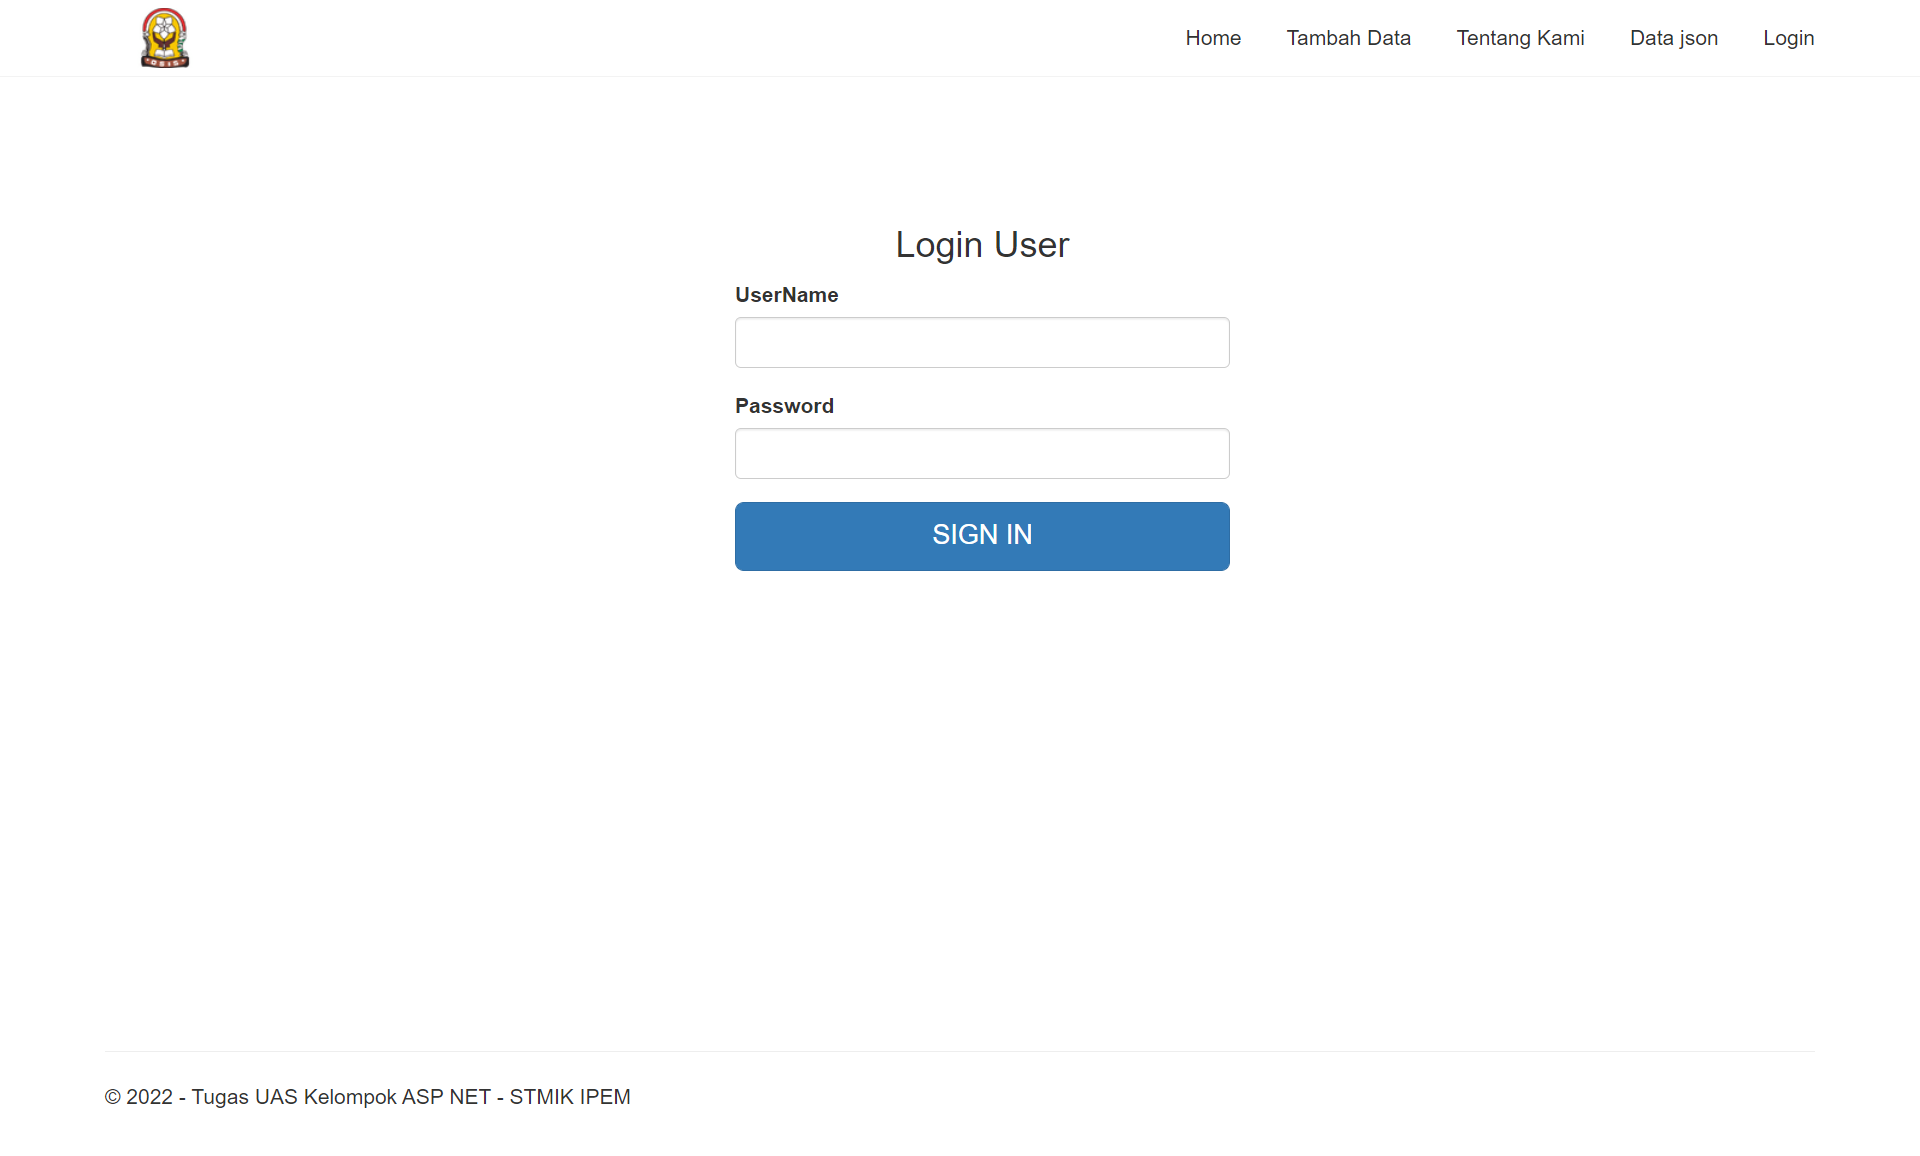 OSIS
Home Tambah Data Tentang Kami Data json Login
Login User
UserName
Password
SIGN IN
© 2022 - Tugas UAS Kelompok ASP NET - STMIK IPEM